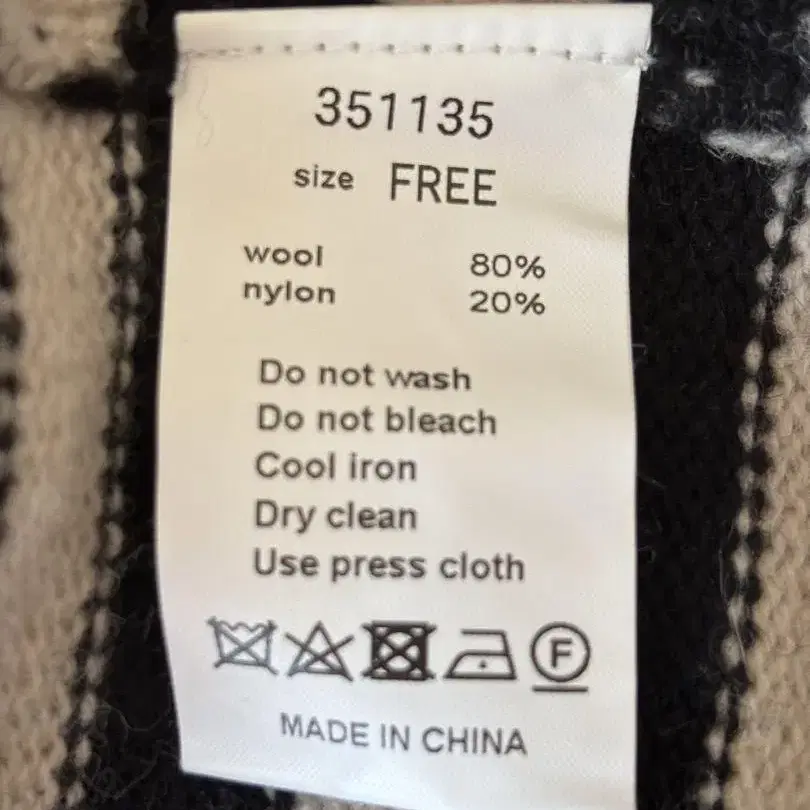 351135
size FREE
wool 80%
nylon 20%
Do not wash
Do not bleach
Cool iron
Dry clean
Use press cloth
F
MADE IN CHINA